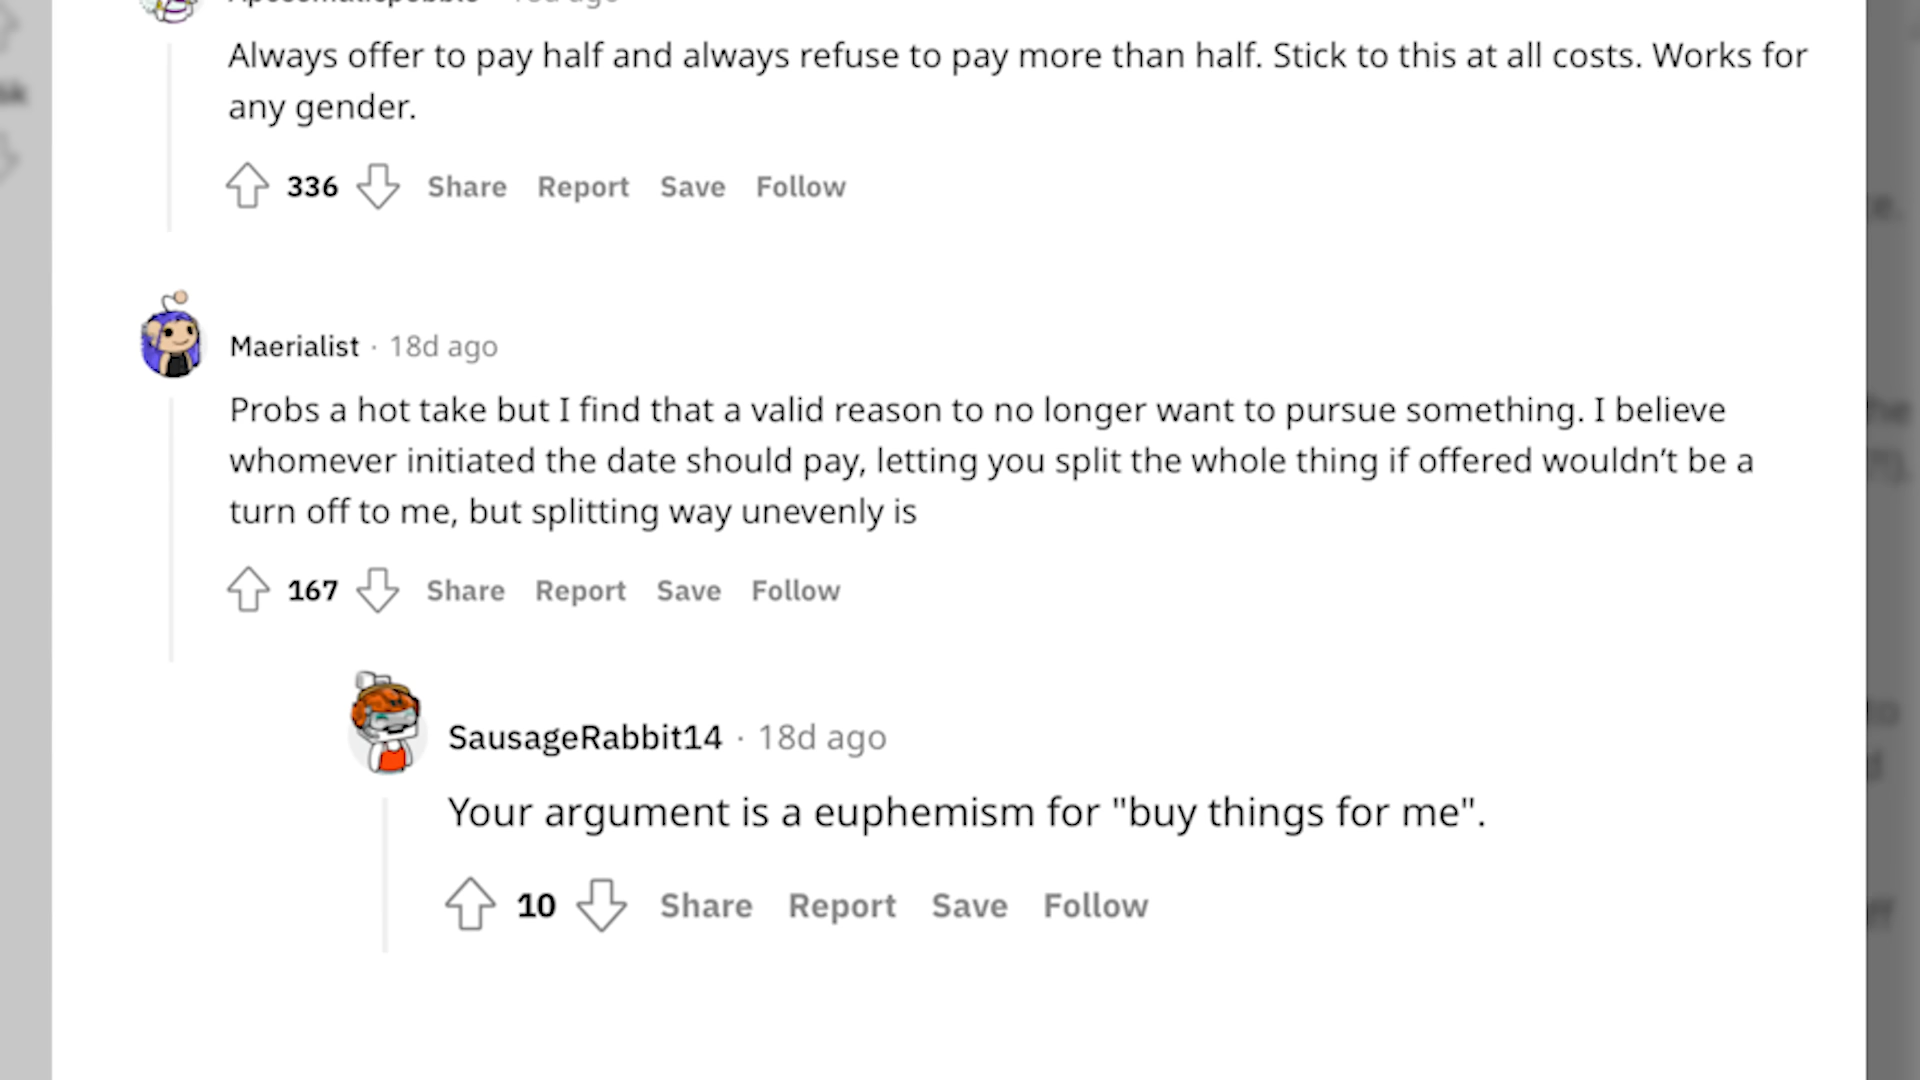 Always offer to pay half and always refuse to pay more than half. Stick to this at all costs. Works for
any gender.
336 Share Report Save Follow
Maerialist · 18d ago
Probs a hot take but I find that a valid reason to no longer want to pursue something. I believe
whomever initiated the date should pay, letting you split the whole thing if offered wouldn't be a
turn off to me, but splitting way unevenly is
167 Share Report Save Follow
SausageRabbit14 · 18d ago
Your argument is a euphemism for "buy things for me".
10 Share Report Save Follow